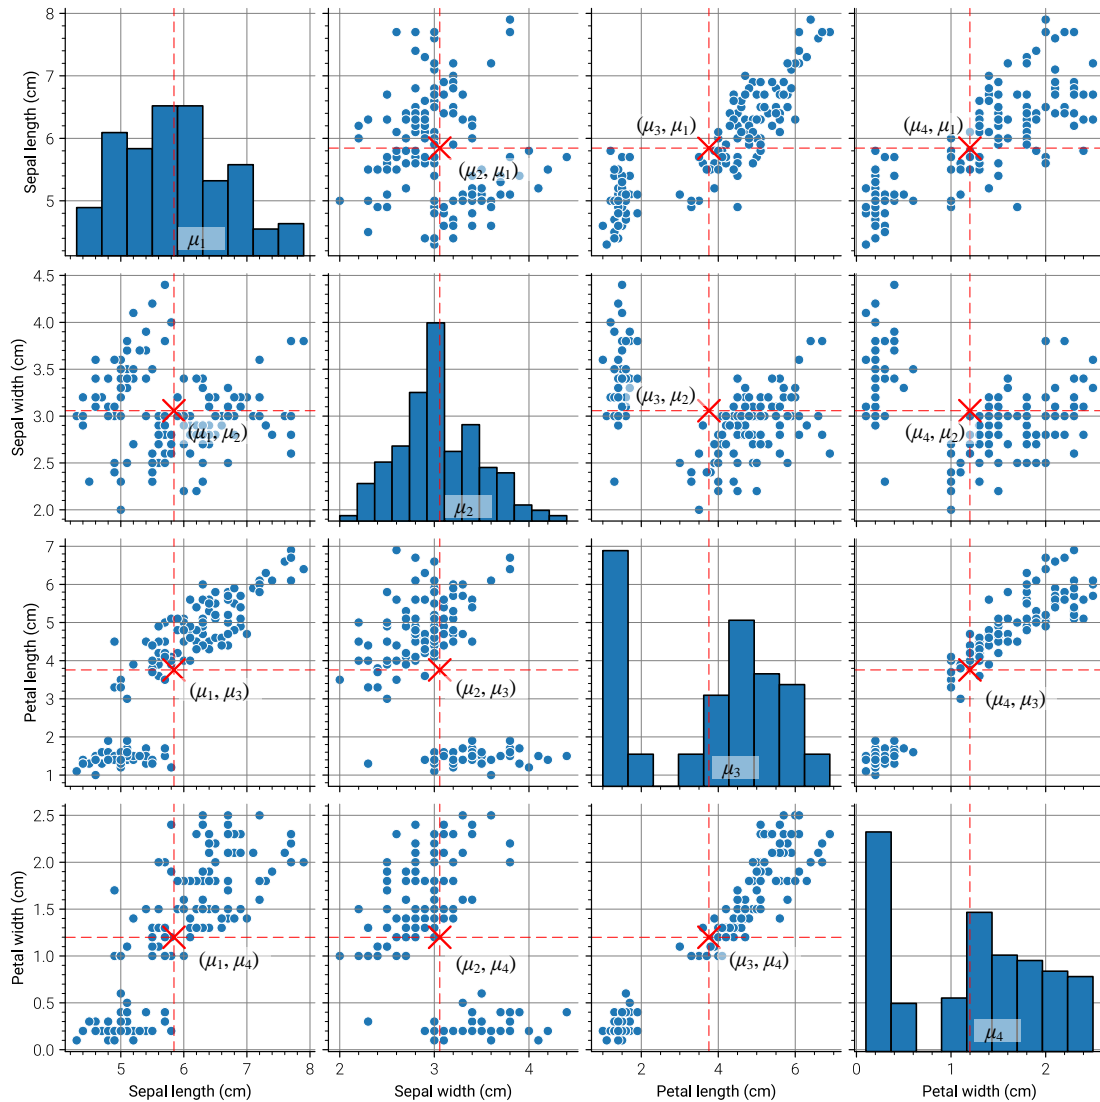 8
7
6
5
Sepal length (cm)
μ1
(μ2, μ1)
(μ3, μ1)
(μ4, μ1)
4.5
4.0
3.5
3.0
2.5
2.0
Sepal width (cm)
(μ1, μ2)
μ2
(μ3, μ2)
(μ4, μ2)
7
6
5
4
3
2
1
Petal length (cm)
(μ1, μ3)
(μ2, μ3)
μ3
(μ4, μ3)
2.5
2.0
1.5
1.0
0.5
0.0
Petal width (cm)
(μ1, μ4)
(μ2, μ4)
(μ3, μ4)
μ4
5 6 7 8 2 3 4 2 4 6 0 2
Sepal length (cm) Sepal width (cm) Petal length (cm) Petal width (cm)